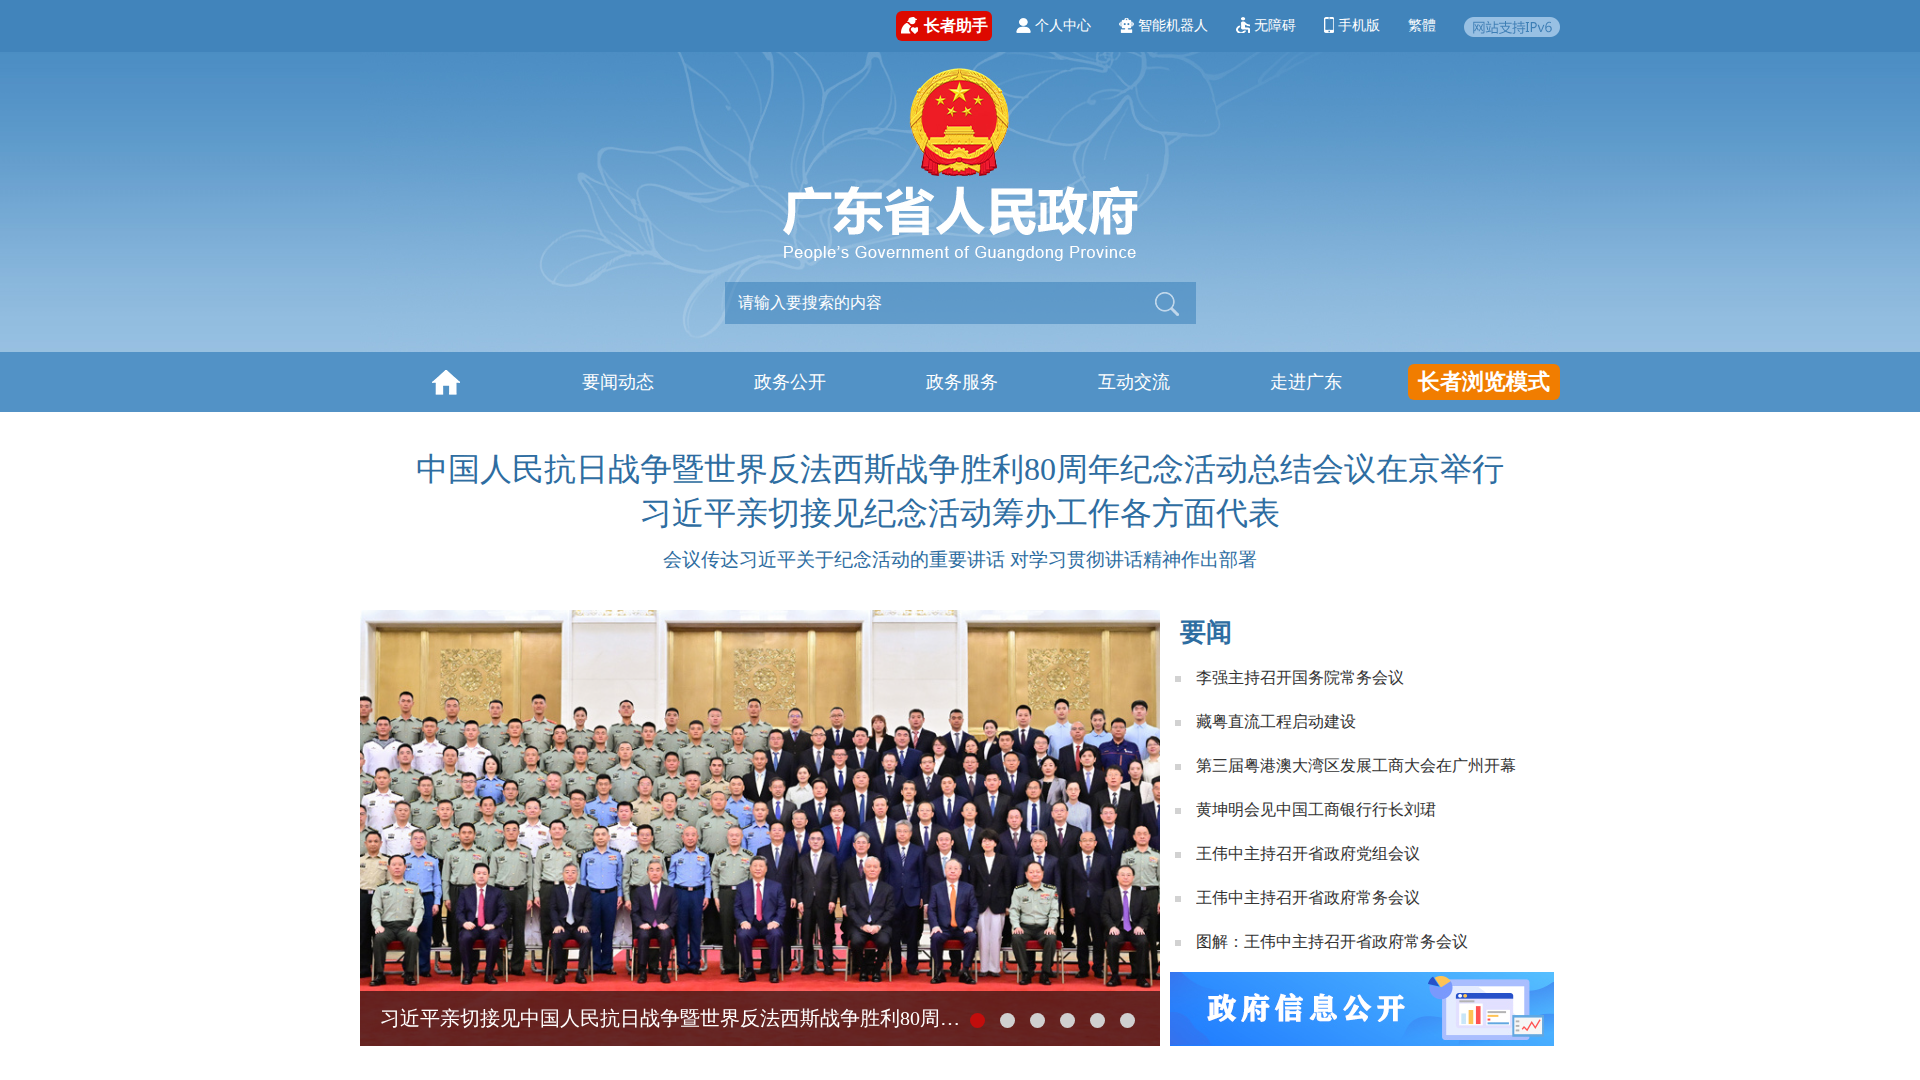 长者助手
个人中心
智能机器人
无障碍
手机版
繁體
网站支持IPv6
广东省人民政府
People's Government of Guangdong Province
请输入要搜索的内容
要闻动态
政务公开
政务服务
互动交流
走进广东
长者浏览模式
中国人民抗日战争暨世界反法西斯战争胜利80周年纪念活动总结会议在京举行
习近平亲切接见纪念活动筹办工作各方面代表
会议传达习近平关于纪念活动的重要讲话 对学习贯彻讲话精神作出部署
习近平亲切接见中国人民抗日战争暨世界反法西斯战争胜利80周…
要闻
李强主持召开国务院常务会议
藏粤直流工程启动建设
第三届粤港澳大湾区发展工商大会在广州开幕
黄坤明会见中国工商银行行长刘珺
王伟中主持召开省政府党组会议
王伟中主持召开省政府常务会议
图解：王伟中主持召开省政府常务会议
政府信息公开